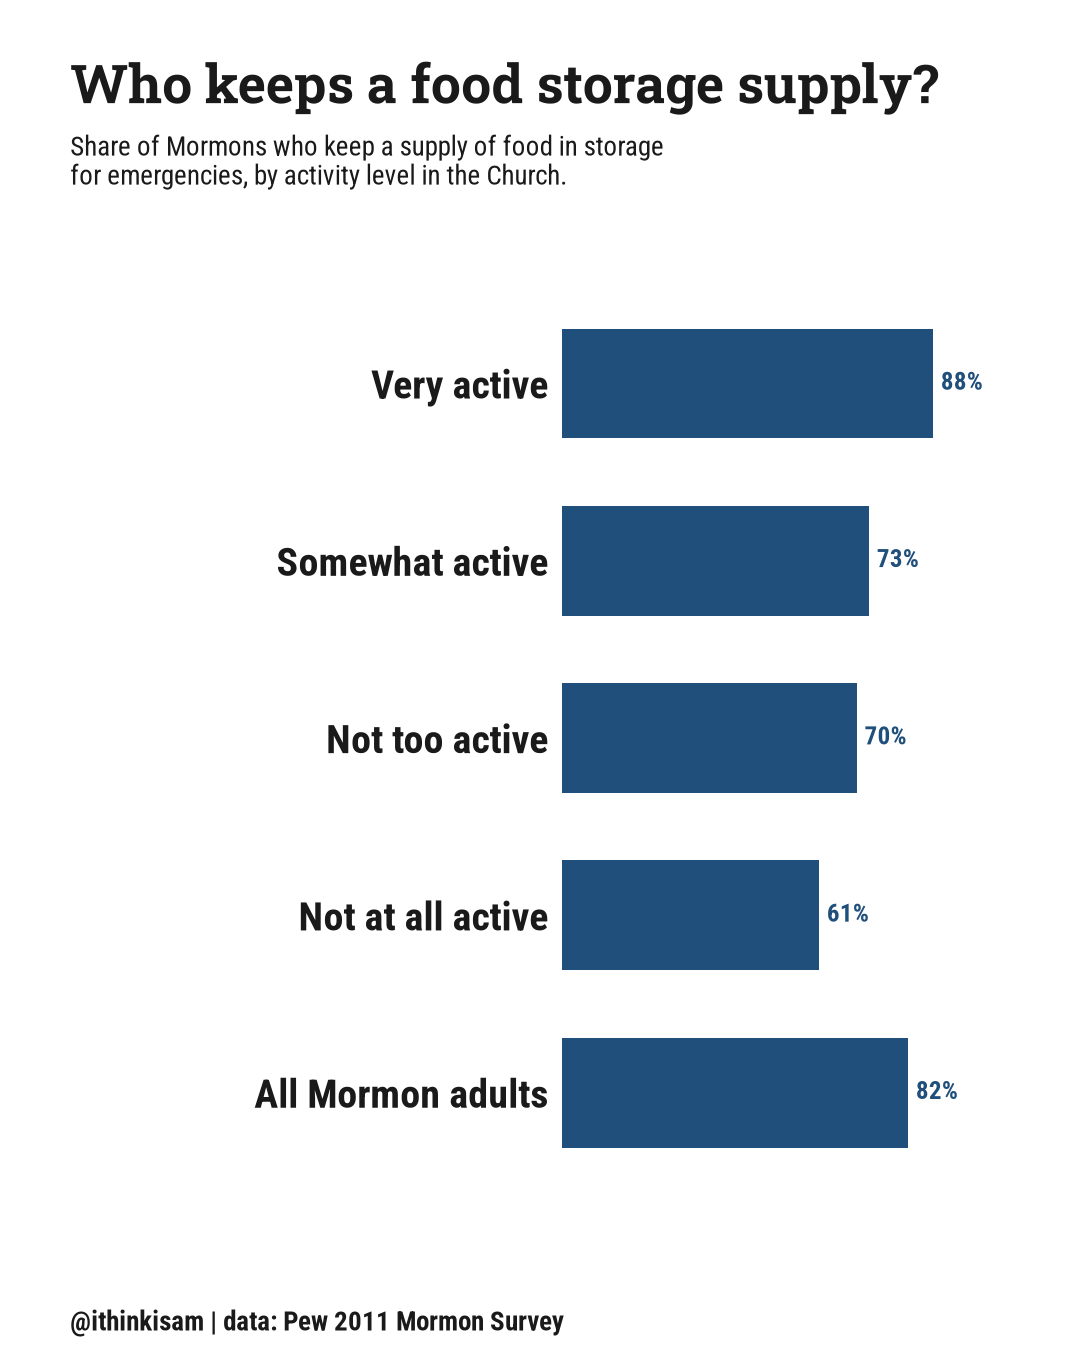 Who keeps a food storage supply?
Share of Mormons who keep a supply of food in storage
for emergencies, by activity level in the Church.
Very active 88%
Somewhat active 73%
Not too active 70%
Not at all active 61%
All Mormon adults 82%
@ithinkisam | data: Pew 2011 Mormon Survey